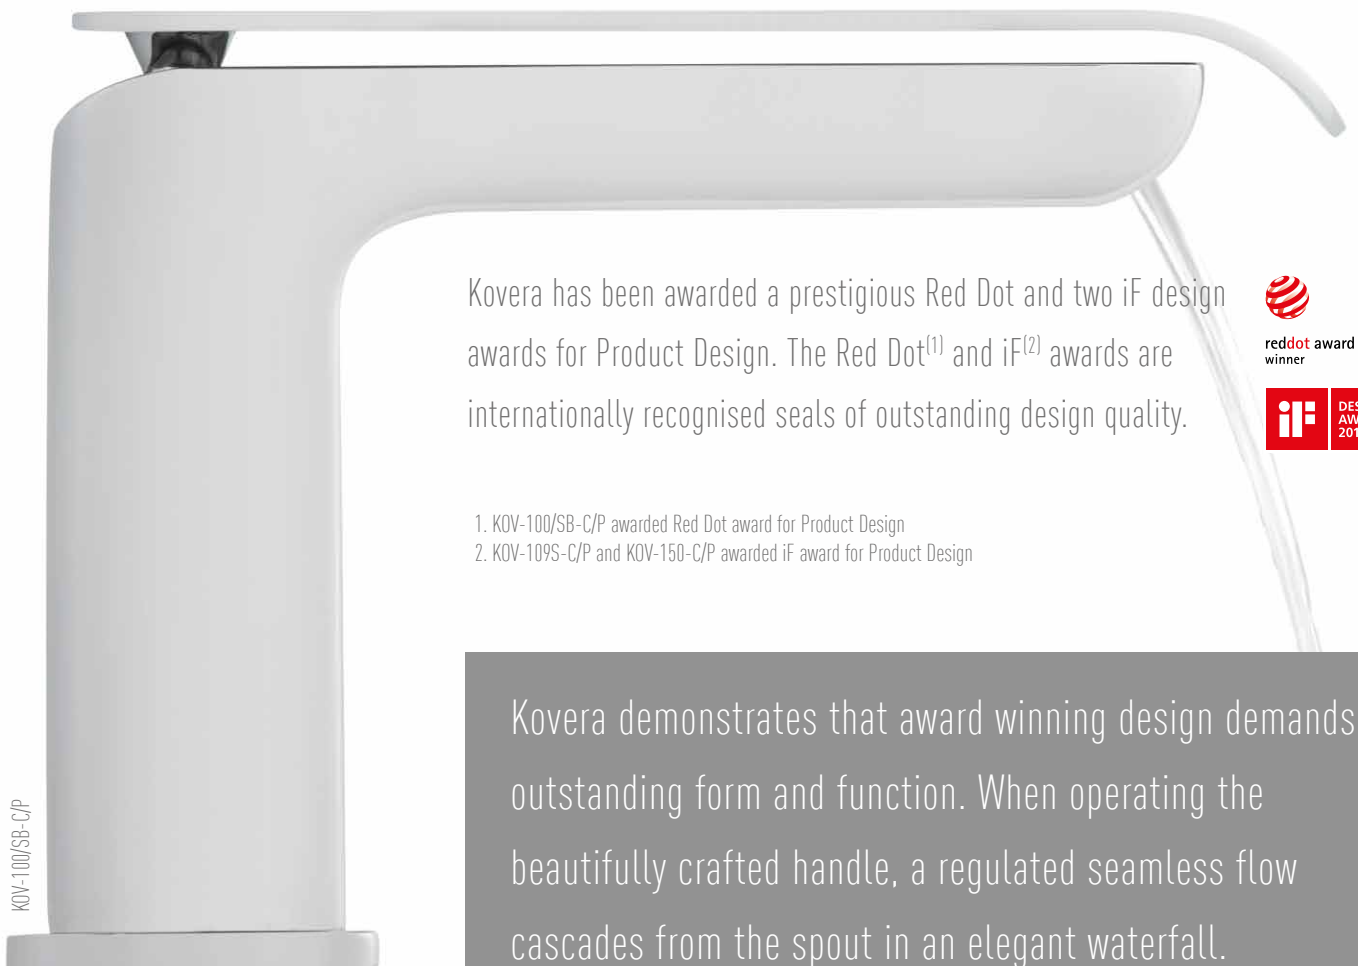 Kovera has been awarded a prestigious Red Dot and two iF design
awards for Product Design. The Red Dot(1) and iF(2) awards are
internationally recognised seals of outstanding design quality.
reddot award
winner
iF
1. KOV-100/SB-C/P awarded Red Dot award for Product Design
2. KOV-109S-C/P and KOV-150-C/P awarded iF award for Product Design
Kovera demonstrates that award winning design demands
outstanding form and function. When operating the
beautifully crafted handle, a regulated seamless flow
cascades from the spout in an elegant waterfall.
KOV-100/SB-C/P